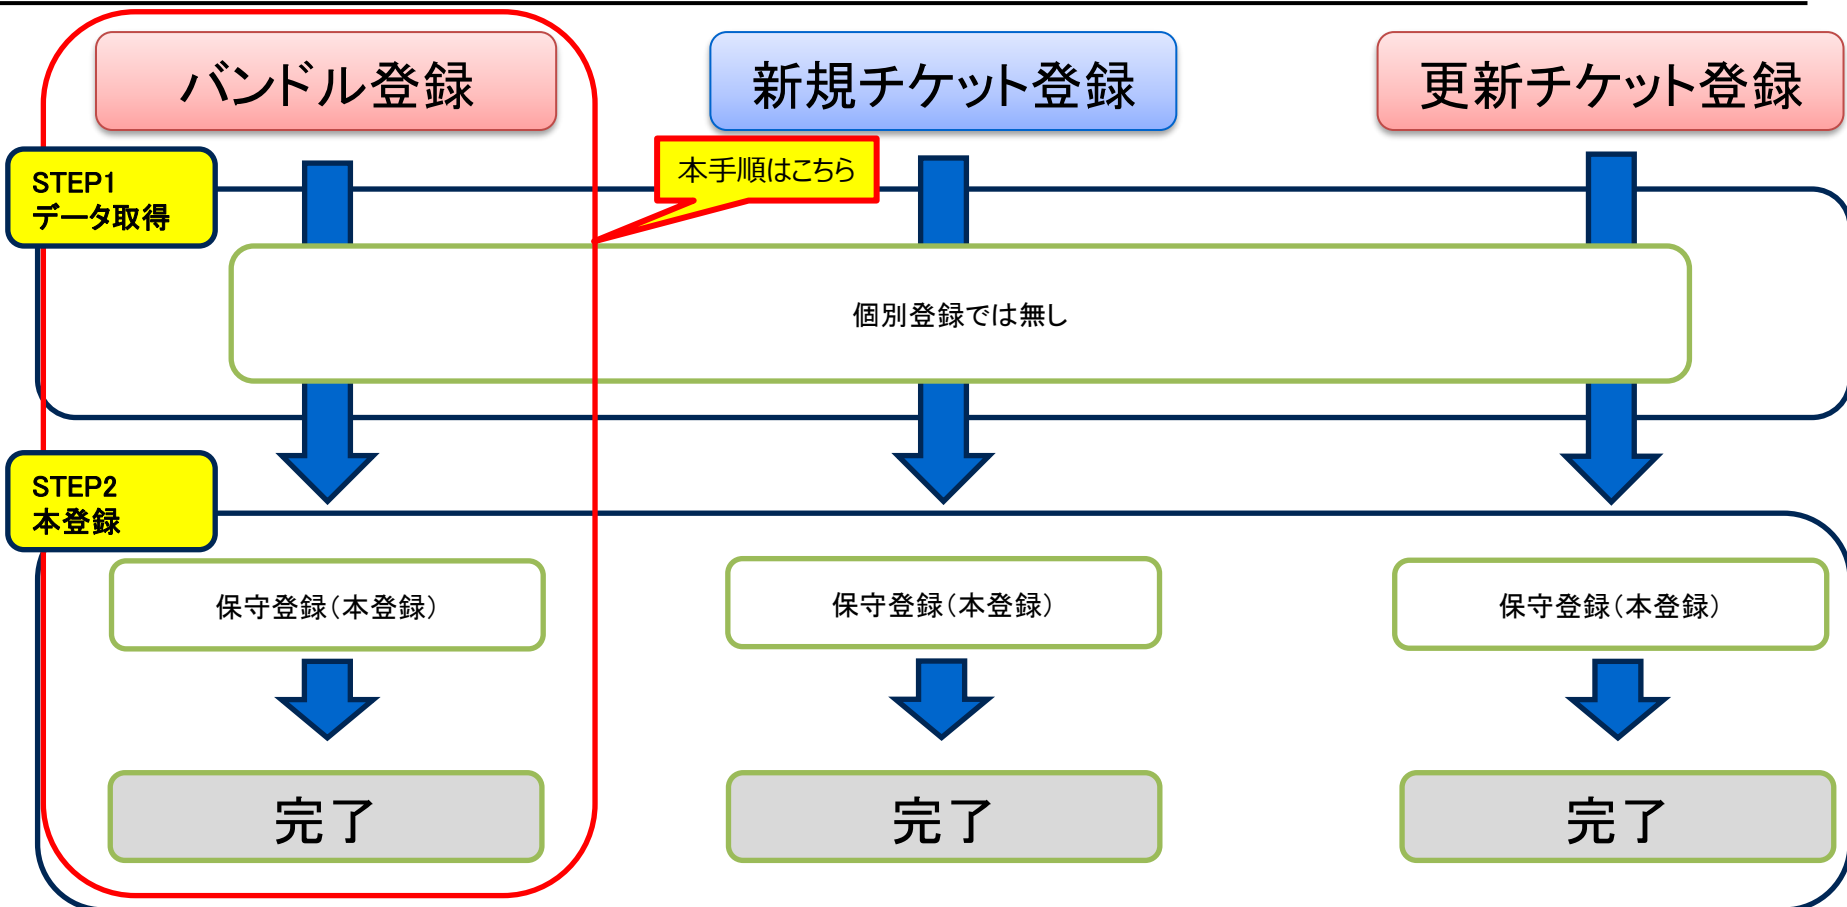 バンドル登録
新規チケット登録
更新チケット登録
本手順はこちら
STEP1
データ取得
個別登録では無し
STEP2
本登録
保守登録（本登録）
保守登録（本登録）
保守登録（本登録）
完了
完了
完了